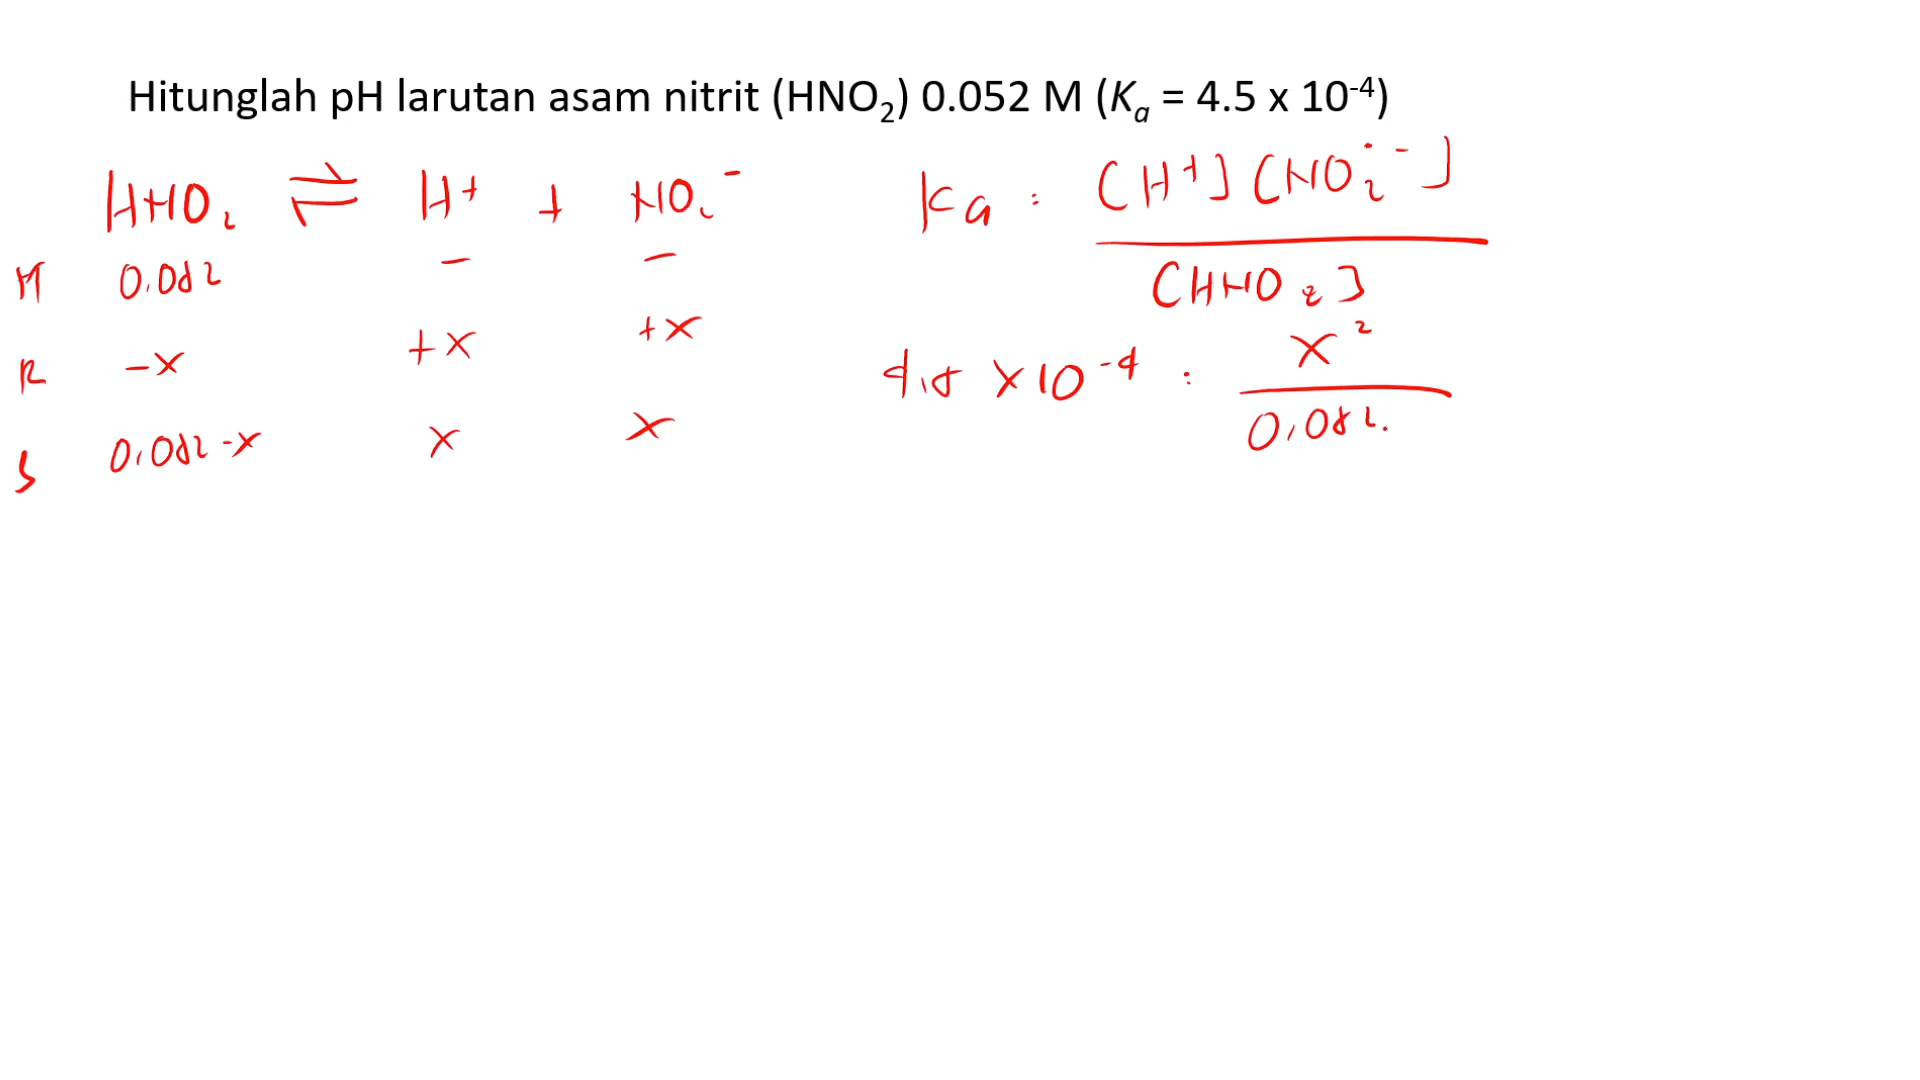 Hitunglah pH larutan asam nitrit (HNO₂) 0.052 M (Kₐ = 4.5 x 10⁻⁴)
HNO₂ ⇌ H⁺ + NO₂⁻
M 0.052 - -
R -x +x +x
S 0.052-x x x
Ka = [H⁺] [NO₂⁻] / [HNO₂]
4,5 x 10⁻⁴ = x² / 0,052.